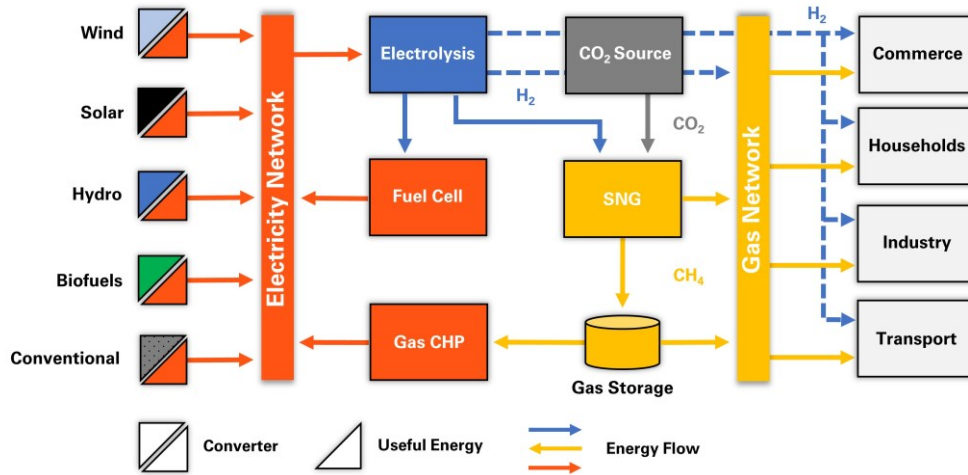 Wind
Solar
Hydro
Biofuels
Conventional
Electricity Network
Electrolysis
CO₂ Source
H₂
H₂
CO₂
Fuel Cell
SNG
CH₄
Gas CHP
Gas Storage
Gas Network
Commerce
Households
Industry
Transport
Converter
Useful Energy
Energy Flow